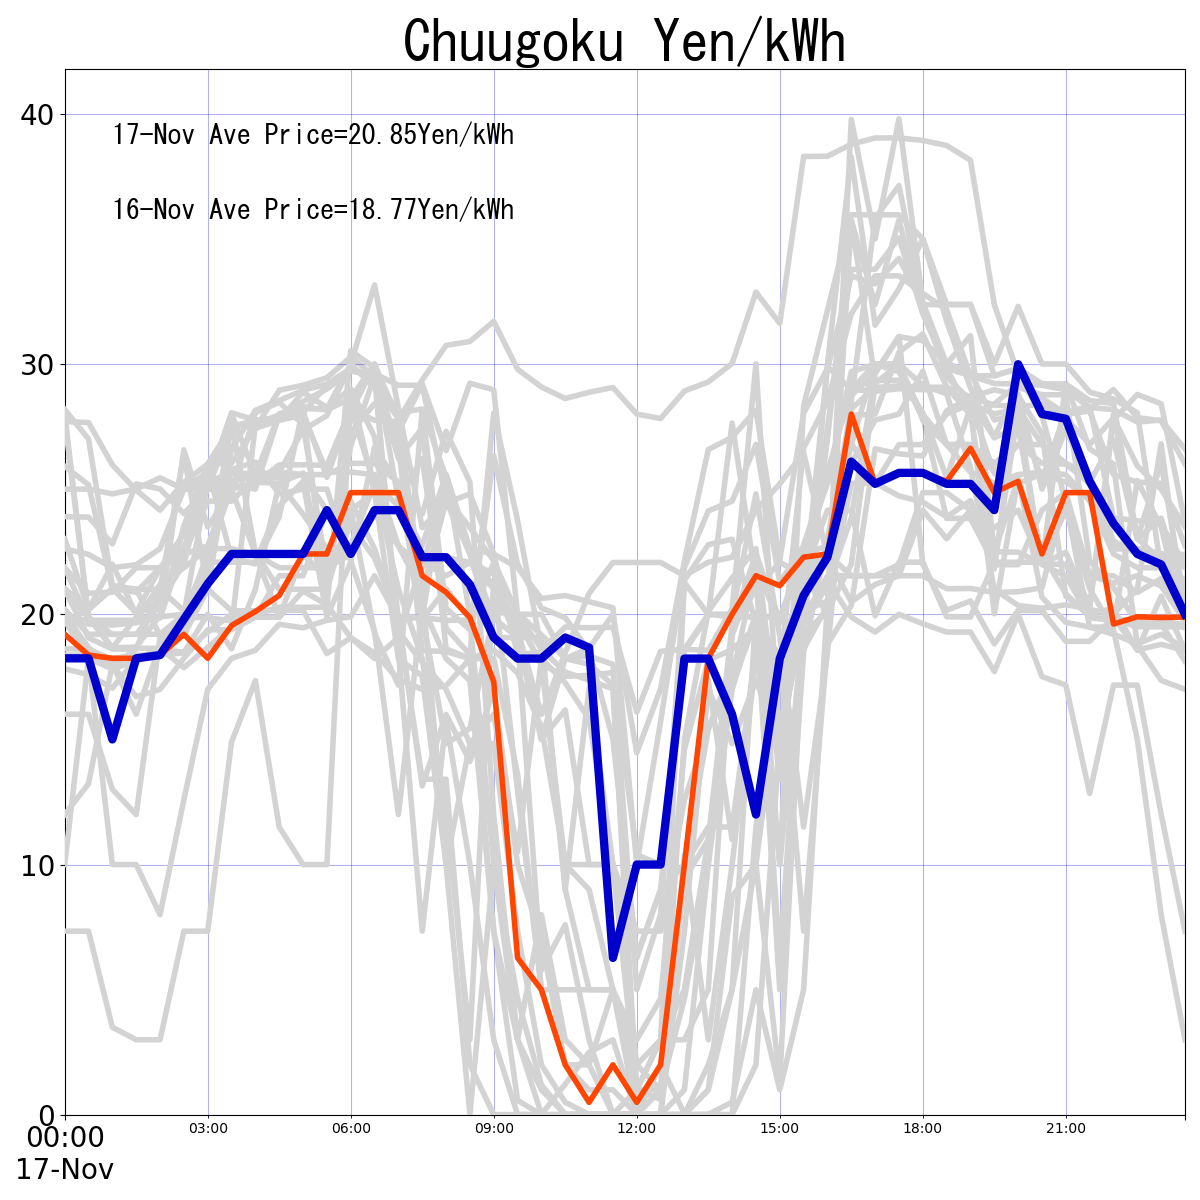 Chuugoku Yen/kWh
40
17-Nov Ave Price=20.85Yen/kWh
16-Nov Ave Price=18.77Yen/kWh
30
20
10
0
00:00 03:00 06:00 09:00 12:00 15:00 18:00 21:00
17-Nov